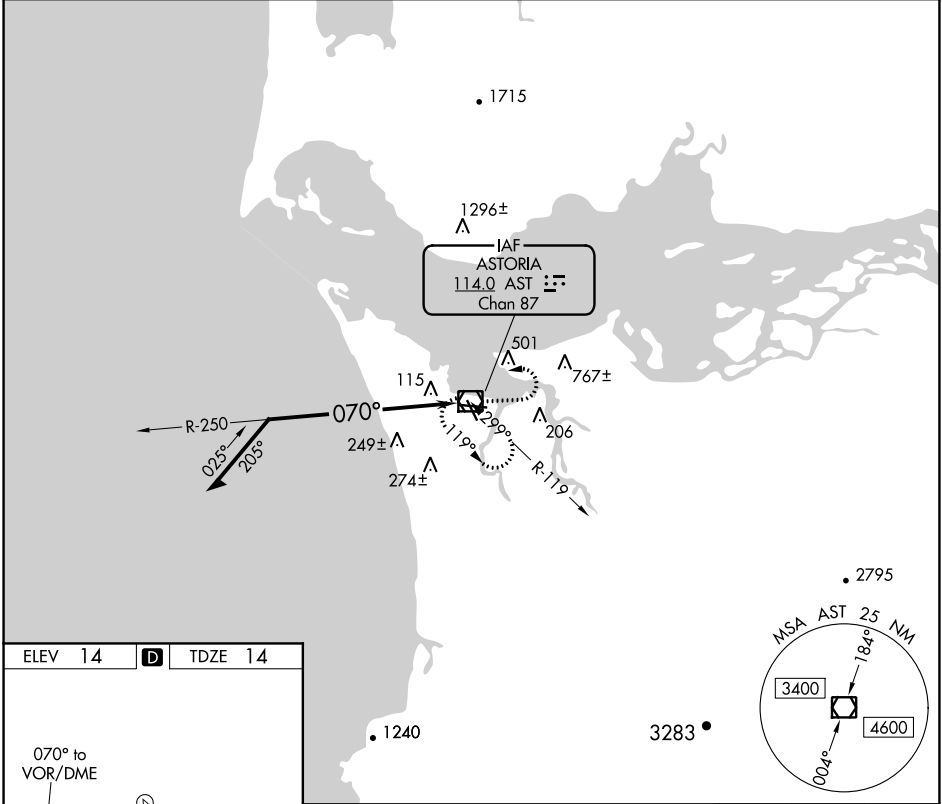 1715
1296±
IAF
ASTORIA
114.0 AST
Chan 87
501
767±
115
070°
R-250
025°
205°
249±
274±
299°
119°
206
R-119
2795
MSA AST 25 NM
184°
3400
4600
004°
ELEV 14 D TDZE 14
1240
3283
070° to
VOR/DME